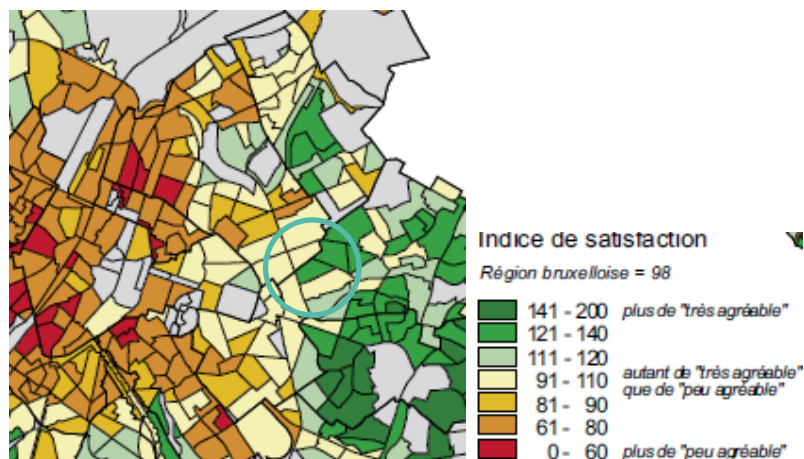 Indice de satisfaction
Région bruxelloise = 98
141 - 200 plus de "très agréable"
121 - 140
111 - 120
91 - 110 autant de "très agréable"
que de "peu agréable"
81 - 90
61 - 80
0 - 60 plus de "peu agréable"